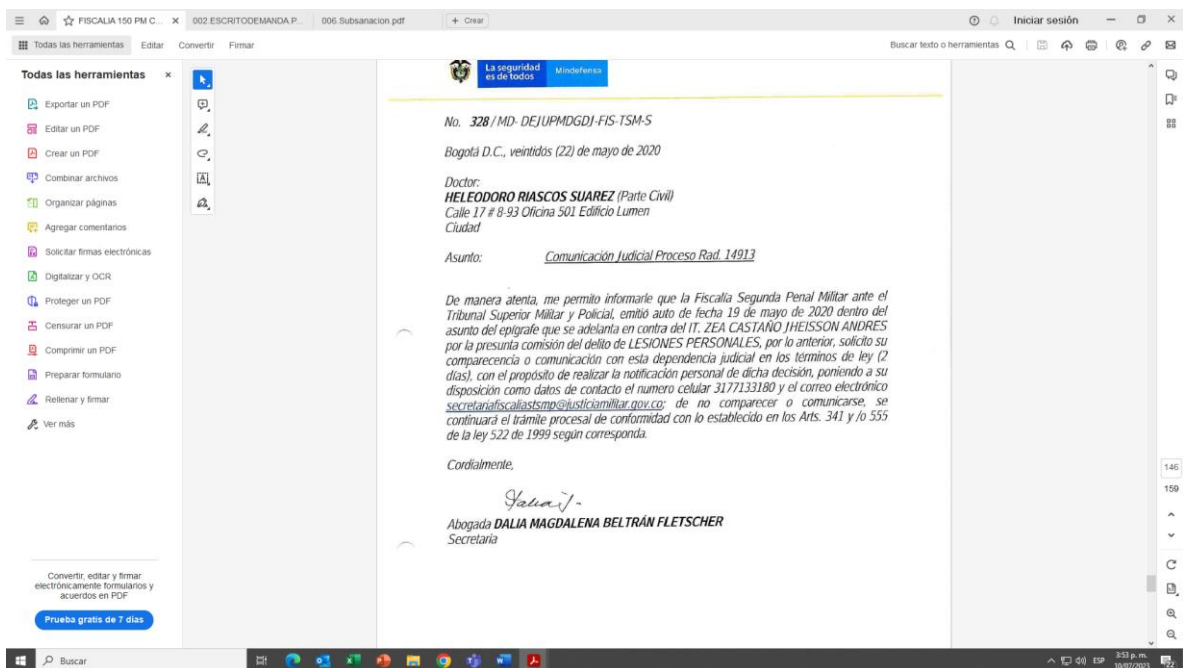 FISCALIA 150 PM C...
002.ESCRITODEMANDA.P...
006.Subsanacion.pdf
+ Crear
Iniciar sesión
Todas las herramientas
Editar
Convertir
Firmar
Buscar texto o herramientas
Todas las herramientas
Exportar un PDF
Editar un PDF
Crear un PDF
Combinar archivos
Organizar páginas
Agregar comentarios
Solicitar firmas electrónicas
Digitalizar y OCR
Proteger un PDF
Censurar un PDF
Comprimir un PDF
Preparar formulario
Rellenar y firmar
Ver más
Convertir, editar y firmar
electrónicamente formularios y
acuerdos en PDF
Prueba gratis de 7 días
La seguridad
es de todos
Mindefensa
No. 328 / MD- DEJUPMDGDJ-FIS-TSM-S
Bogotá D.C., veintidós (22) de mayo de 2020
Doctor:
HELEODORO RIASCOS SUAREZ (Parte Civil)
Calle 17 # 8-93 Oficina 501 Edificio Lumen
Ciudad
Asunto: Comunicación Judicial Proceso Rad. 14913
De manera atenta, me permito informarle que la Fiscalía Segunda Penal Militar ante el
Tribunal Superior Militar y Policial, emitió auto de fecha 19 de mayo de 2020 dentro del
asunto del epígrafe que se adelanta en contra del IT. ZEA CASTAÑO JHEISSON ANDRES
por la presunta comisión del delito de LESIONES PERSONALES, por lo anterior, solicito su
comparecencia o comunicación con esta dependencia judicial en los términos de ley (2
días), con el propósito de realizar la notificación personal de dicha decisión, poniendo a su
disposición como datos de contacto el numero celular 3177133180 y el correo electrónico
secretariafiscaliastsmp@justiciamilitar.gov.co; de no comparecer o comunicarse, se
continuará el trámite procesal de conformidad con lo establecido en los Arts. 341 y /o 555
de la ley 522 de 1999 según corresponda.
Cordialmente,
Abogada DALIA MAGDALENA BELTRÁN FLETSCHER
Secretaria
146
159
Buscar
ESP
3:53 p. m.
10/07/2023